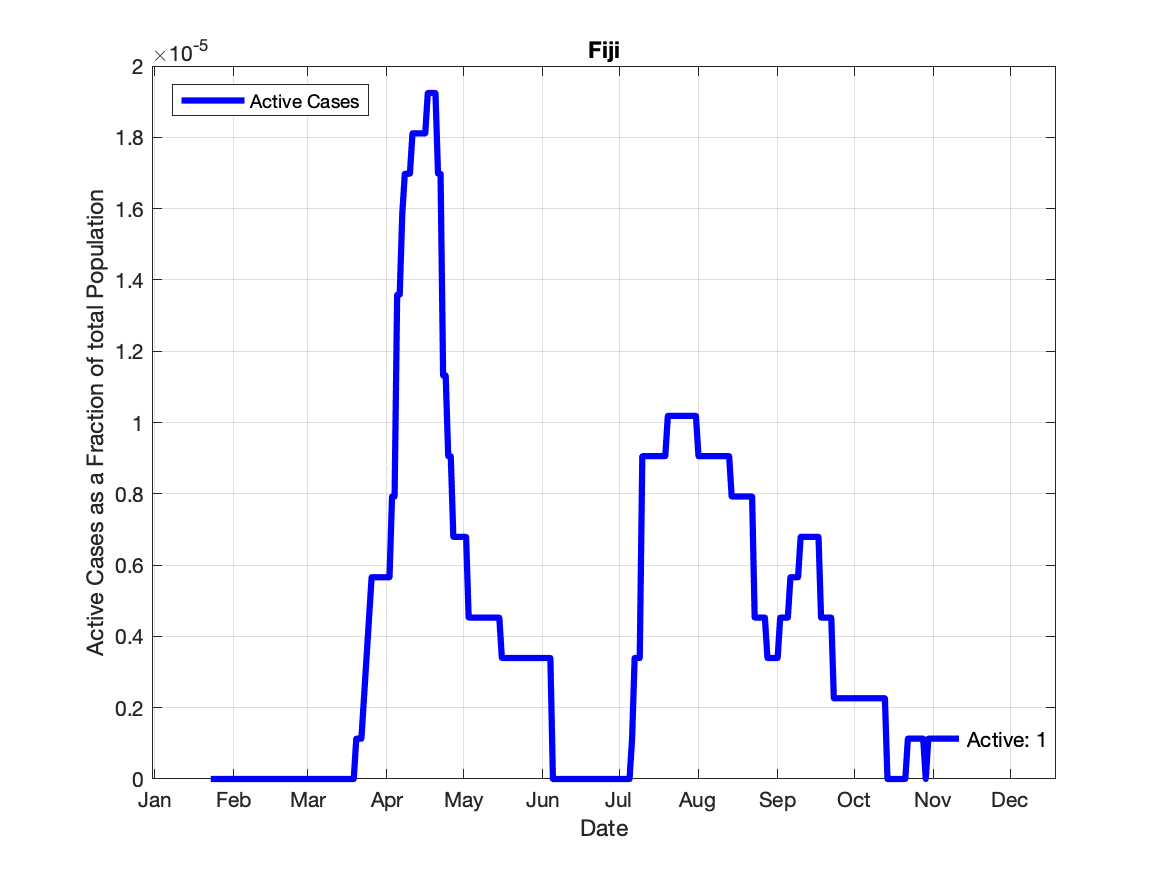 Fiji
×10-5
Active Cases
Active Cases as a Fraction of total Population
2
1.8
1.6
1.4
1.2
1
0.8
0.6
0.4
0.2
0
Active: 1
Jan Feb Mar Apr May Jun Jul Aug Sep Oct Nov Dec
Date